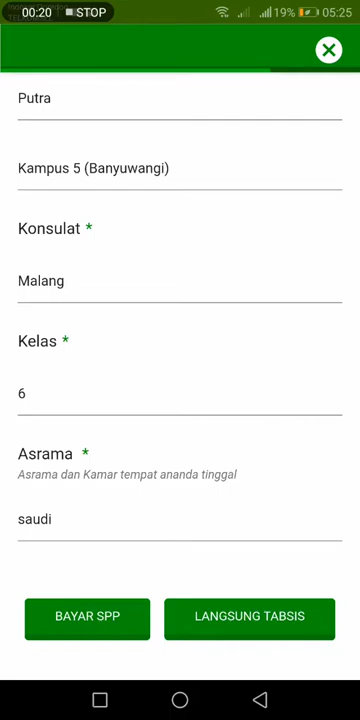 00:20 STOP 19% 05:25
Putra
Kampus 5 (Banyuwangi)
Konsulat *
Malang
Kelas *
6
Asrama *
Asrama dan Kamar tempat ananda tinggal
saudi
BAYAR SPP LANGSUNG TABSIS